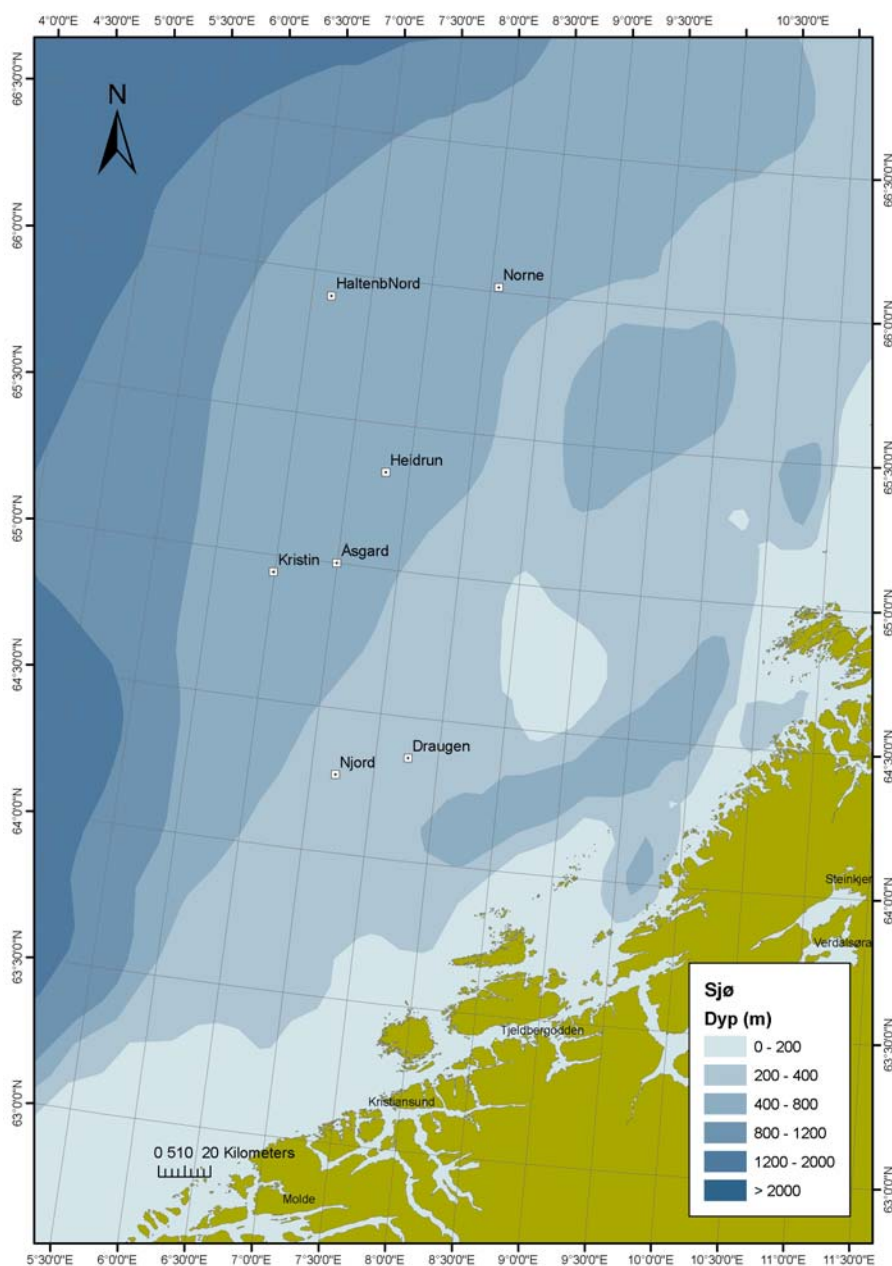 4°0'0"E 4°30'0"E 5°0'0"E 5°30'0"E 6°0'0"E 6°30'0"E 7°0'0"E 7°30'0"E 8°0'0"E 8°30'0"E 9°0'0"E 9°30'0"E 10°30'0"E
66°30'0"N
66°0'0"N
65°30'0"N
65°0'0"N
64°30'0"N
64°0'0"N
63°30'0"N
63°0'0"N
N
HaltenbNord
Norne
Heidrun
Kristin
Åsgard
Njord
Draugen
Steinkjer
Verdalsøra
Tjeldbergodden
Kristiansund
Molde
0 510 20 Kilometers
Sjø
Dyp (m)
0 - 200
200 - 400
400 - 800
800 - 1200
1200 - 2000
> 2000
66°30'0"N
66°0'0"N
65°30'0"N
65°0'0"N
64°30'0"N
64°0'0"N
63°30'0"N
63°0'0"N
5°30'0"E 6°0'0"E 6°30'0"E 7°0'0"E 7°30'0"E 8°0'0"E 8°30'0"E 9°0'0"E 9°30'0"E 10°0'0"E 10°30'0"E 11°0'0"E 11°30'0"E